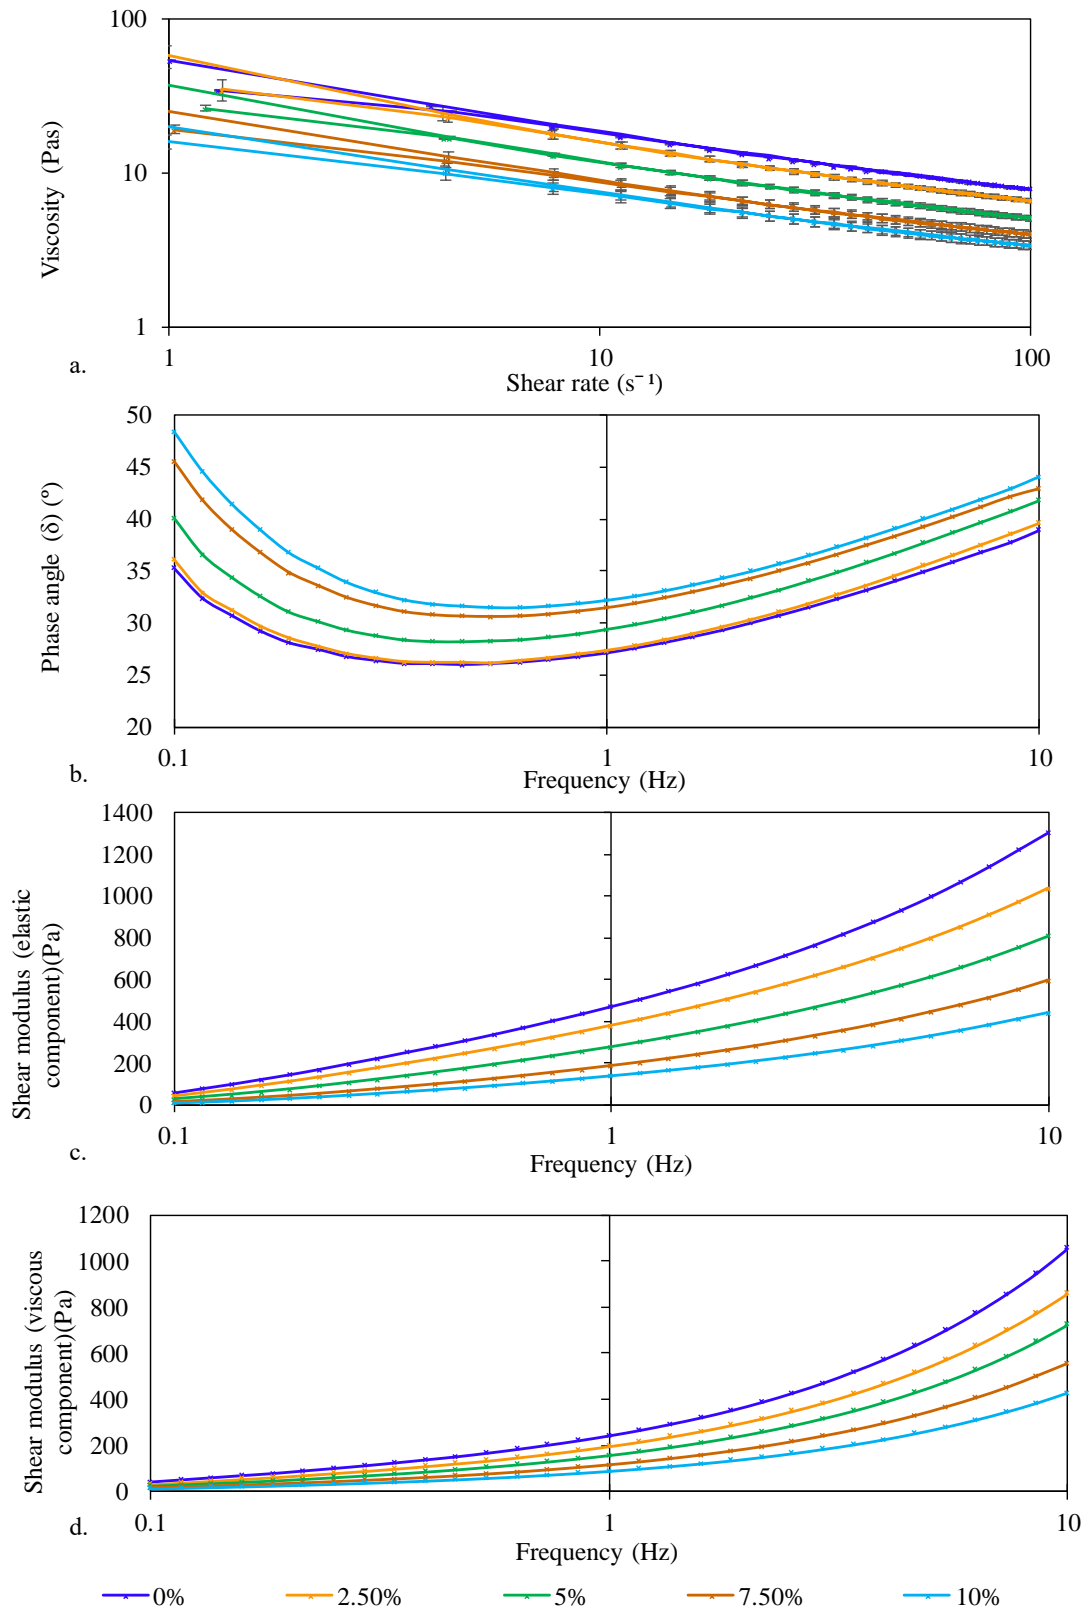 100
10
1
Viscosity (Pas)
1 10 100
Shear rate (s⁻¹)
a.
50
45
40
35
30
25
20
Phase angle (δ) (º)
0.1 1 10
Frequency (Hz)
b.
1400
1200
1000
800
600
400
200
0
Shear modulus (elastic
component)(Pa)
0.1 1 10
Frequency (Hz)
c.
1200
1000
800
600
400
200
0
Shear modulus (viscous
component)(Pa)
0.1 1 10
Frequency (Hz)
d.
0% 2.50% 5% 7.50% 10%